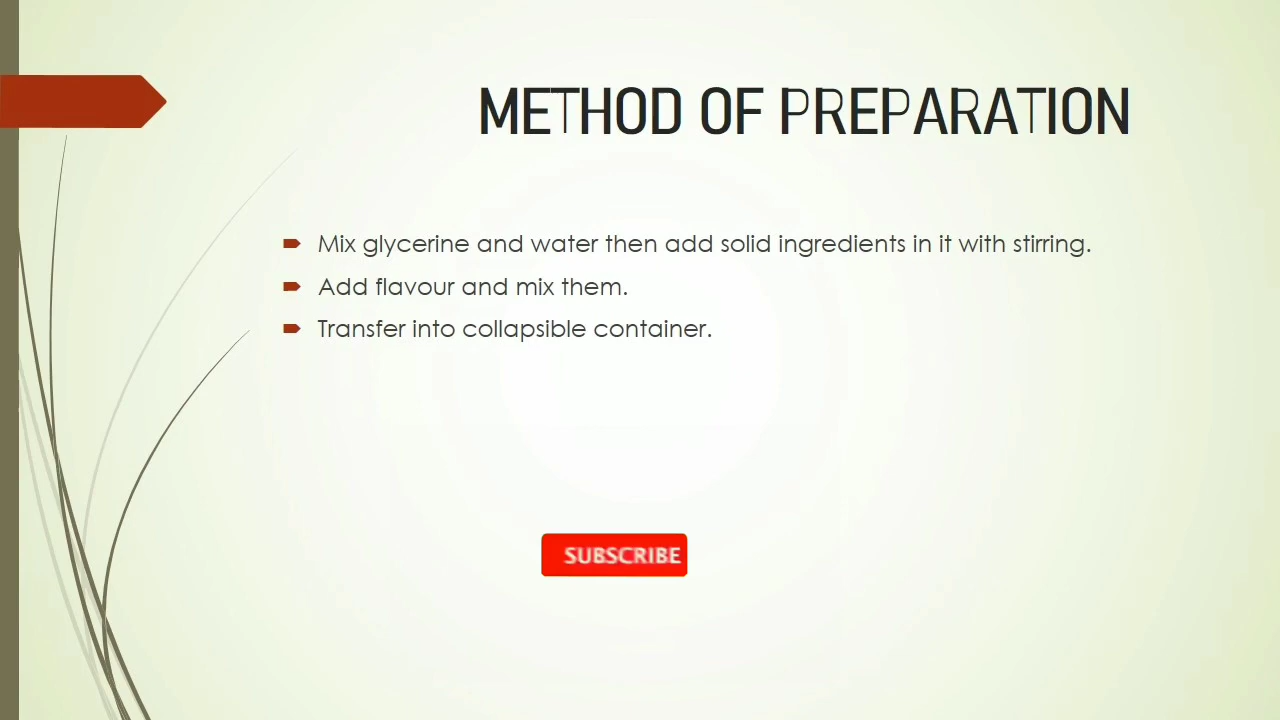 METHOD OF PREPARATION
Mix glycerine and water then add solid ingredients in it with stirring.
Add flavour and mix them.
Transfer into collapsible container.
SUBSCRIBE